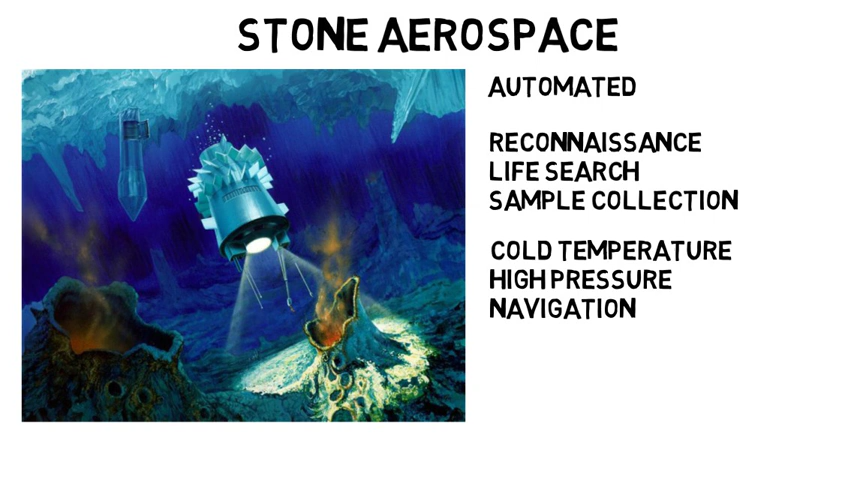 STONE AEROSPACE
AUTOMATED
RECONNAISSANCE
LIFE SEARCH
SAMPLE COLLECTION
COLD TEMPERATURE
HIGH PRESSURE
NAVIGATION